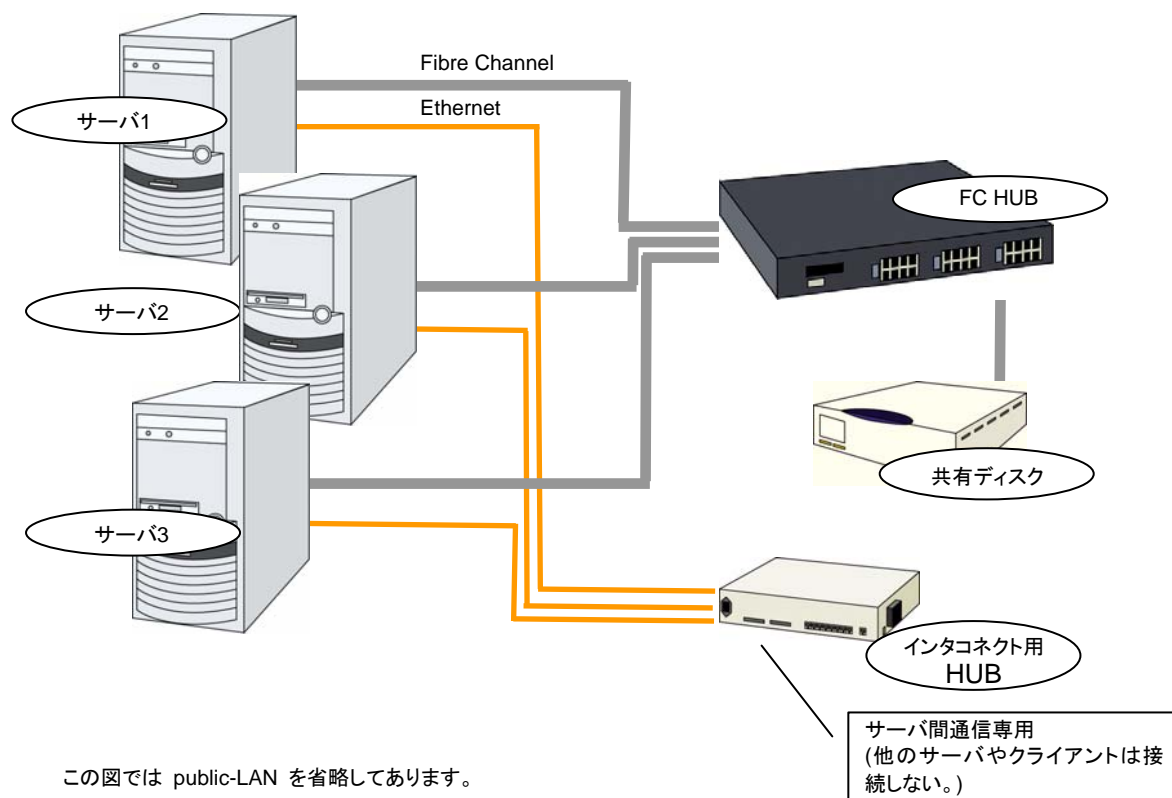 Fibre Channel
Ethernet
サーバ1
FC HUB
サーバ2
共有ディスク
サーバ3
インタコネクト用
HUB
サーバ間通信専用
(他のサーバやクライアントは接
続しない。)
この図では public-LAN を省略してあります。